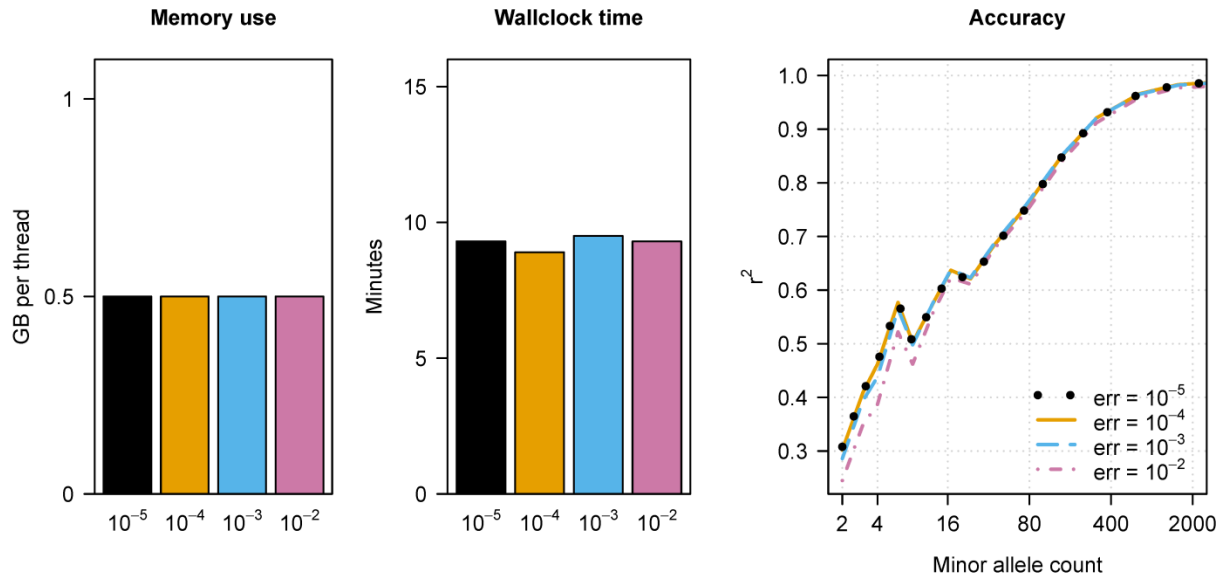 Memory use
GB per thread
1
0.5
0
10⁻⁵ 10⁻⁴ 10⁻³ 10⁻²
Wallclock time
Minutes
15
10
5
0
10⁻⁵ 10⁻⁴ 10⁻³ 10⁻²
Accuracy
r²
1.0
0.9
0.8
0.7
0.6
0.5
0.4
0.3
err = 10⁻⁵
err = 10⁻⁴
err = 10⁻³
err = 10⁻²
2 4 16 80 400 2000
Minor allele count